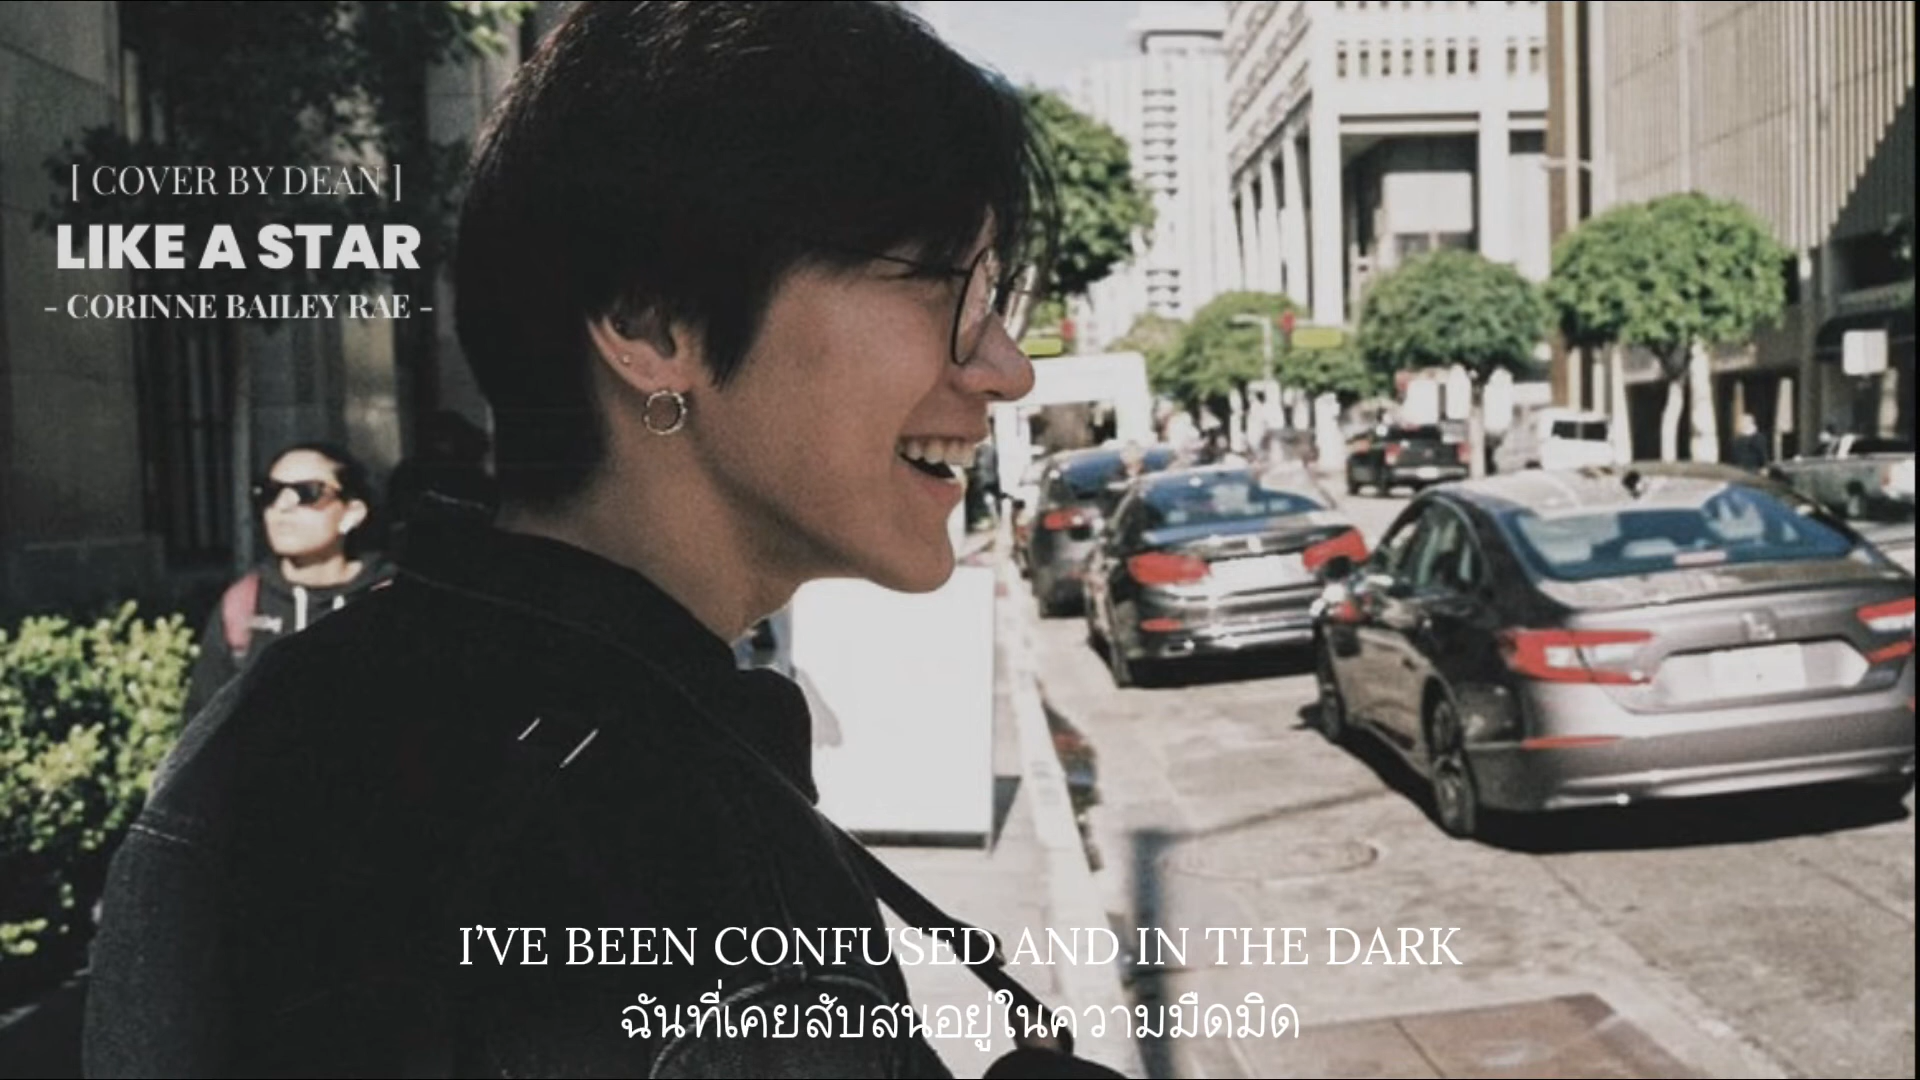 [ COVER BY DEAN ]
LIKE A STAR
- CORINNE BAILEY RAE -
I'VE BEEN CONFUSED AND IN THE DARK
ฉันที่เคยสับสนอยู่ในความมืดมิด